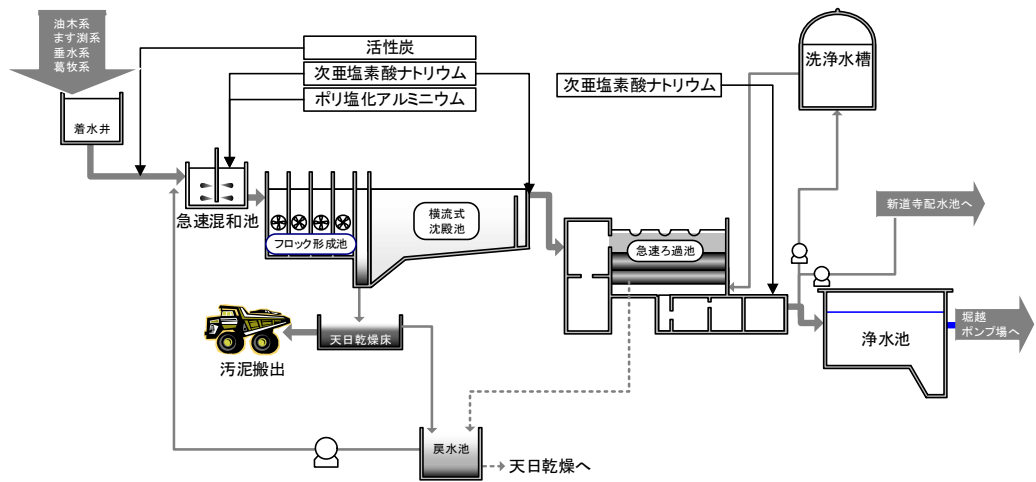 油木系
ます渕系
垂水系
葛牧系
着水井
活性炭
次亜塩素酸ナトリウム
ポリ塩化アルミニウム
次亜塩素酸ナトリウム
洗浄水槽
急速混和池
フロック形成池
横流式
沈殿池
急速ろ過池
新道寺配水池へ
堀越
ポンプ場へ
浄水池
天日乾燥床
汚泥搬出
戻水池
天日乾燥へ